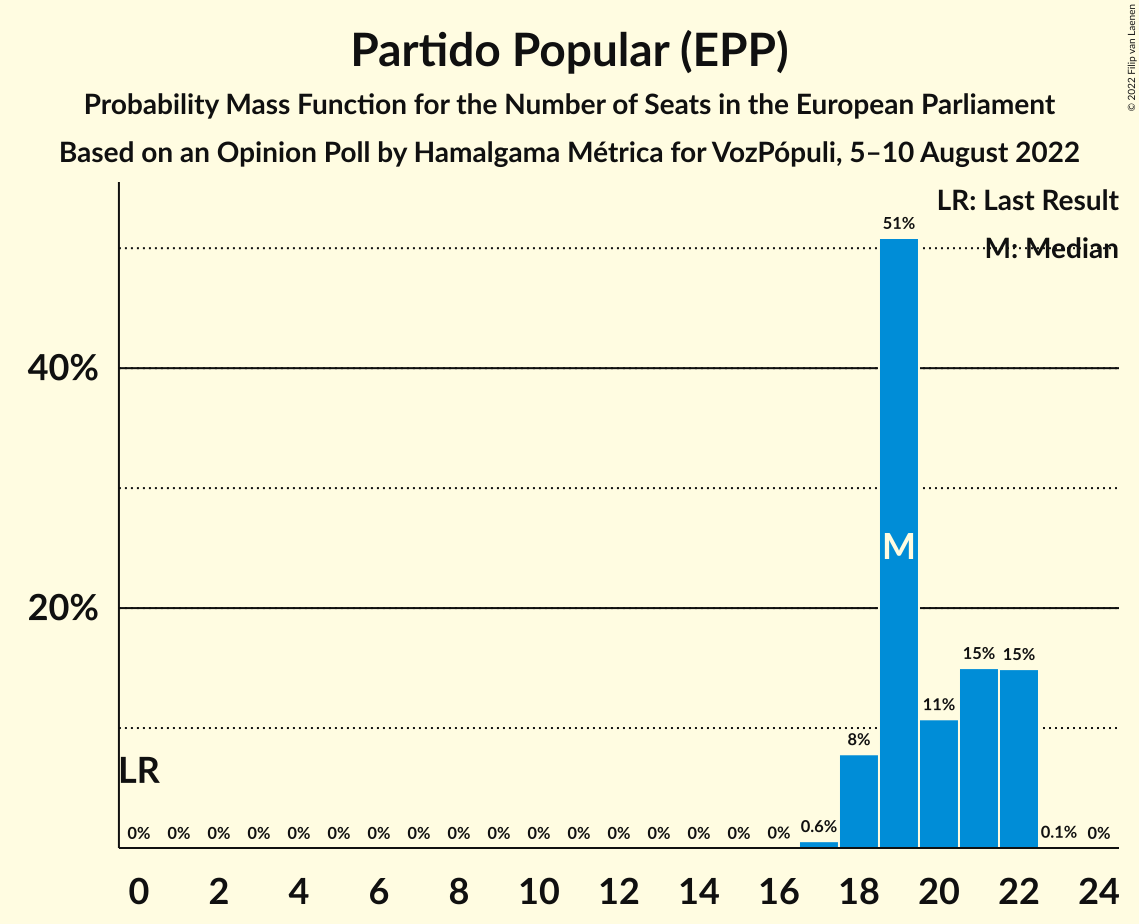 Partido Popular (EPP)
Probability Mass Function for the Number of Seats in the European Parliament
Based on an Opinion Poll by Hamalgama Métrica for VozPópuli, 5–10 August 2022
© 2022 Filip van Laenen
LR: Last Result
M: Median
51%
40%
M
20%
15% 15%
11%
8%
LR
0% 0% 0% 0% 0% 0% 0% 0% 0% 0% 0% 0% 0% 0% 0% 0% 0% 0.6% 0.1% 0%
0 2 4 6 8 10 12 14 16 18 20 22 24